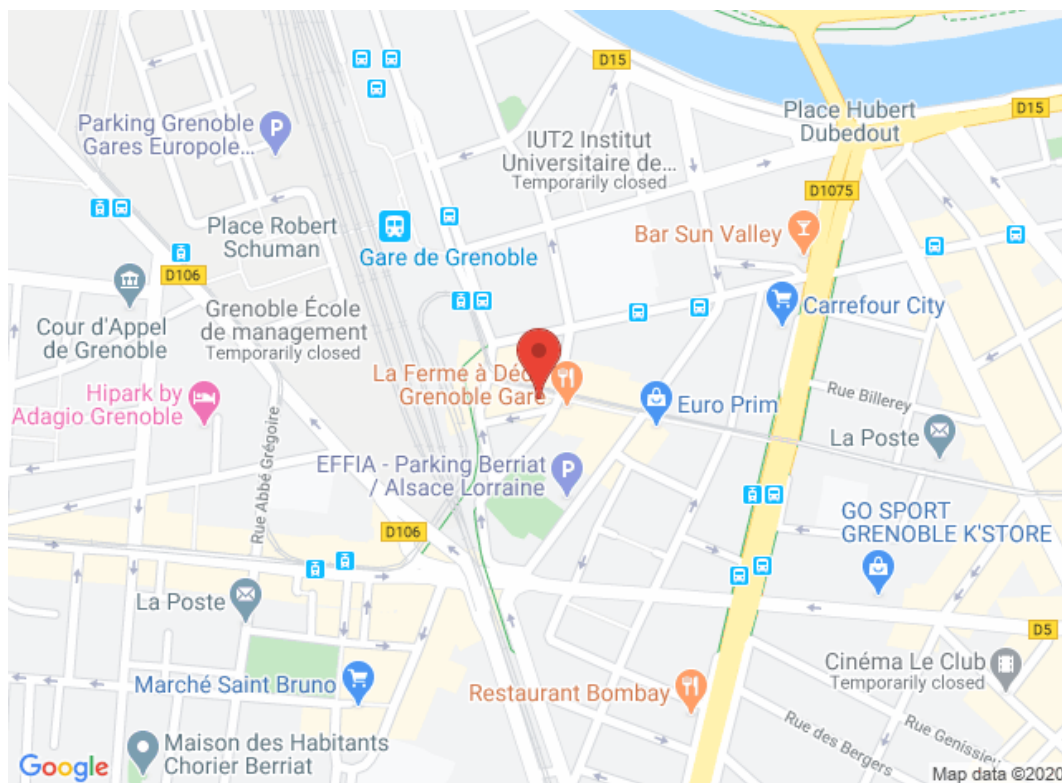 D15
Place Hubert
Dubedout
D15
Parking Grenoble
Gares Europole...
IUT2 Institut
Universitaire de...
Temporarily closed
D1075
Place Robert
Schuman
Gare de Grenoble
Bar Sun Valley
D106
Cour d'Appel
de Grenoble
Grenoble École
de management
Temporarily closed
Carrefour City
La Ferme à
Grenoble Gare
Hipark by
Adagio Grenoble
Euro Prim
Rue Billerey
La Poste
Rue Abbé Grégoire
EFFIA - Parking Berriat
/ Alsace Lorraine
D106
GO SPORT
GRENOBLE K'STORE
La Poste
D5
Marché Saint Bruno
Restaurant Bombay
Cinéma Le Club
Temporarily closed
Rue des Bergers
Rue Genissieu
Maison des Habitants
Chorier Berriat
Google
Map data ©2020